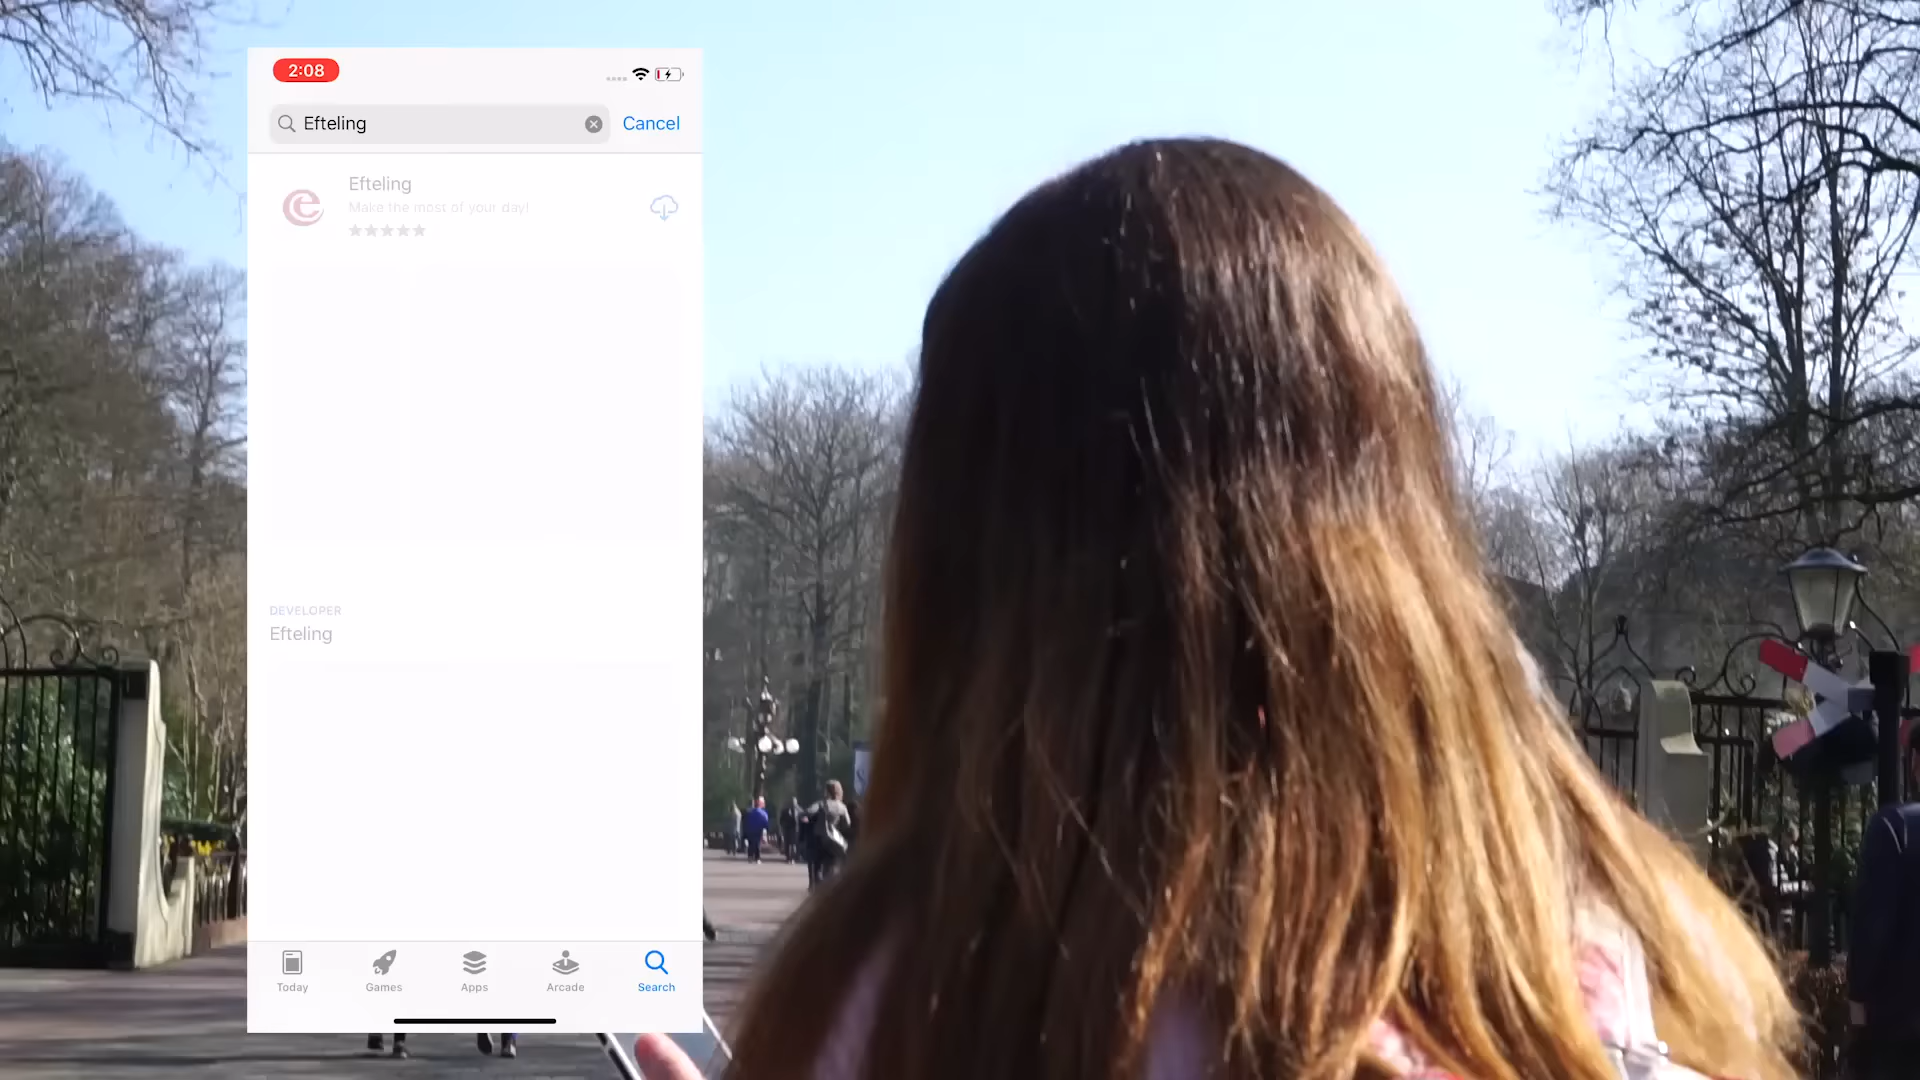 2:08
Efteling
Cancel
Efteling
Make the most of your day!
DEVELOPER
Efteling
Today
Games
Apps
Arcade
Search